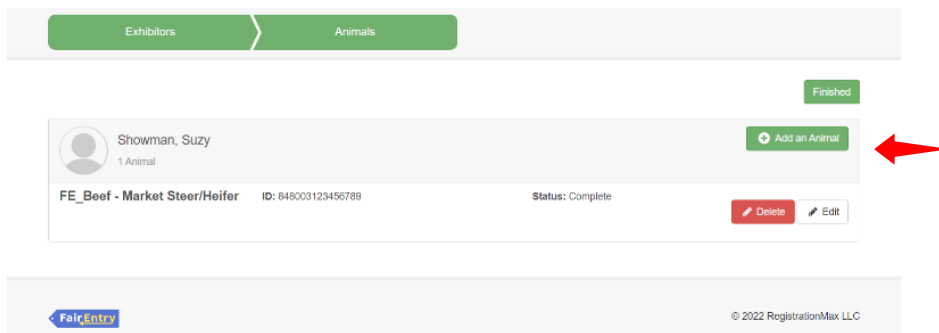 Exhibitors
Animals
Finished
Showman, Suzy
Add an Animal
1 Animal
FE_Beef - Market Steer/Heifer ID: 848003123456789 Status: Complete
Delete Edit
FairEntry © 2022 RegistrationMax LLC